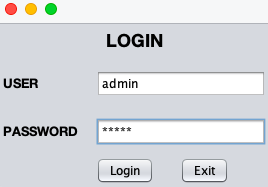 LOGIN
USER admin
PASSWORD *****
Login Exit